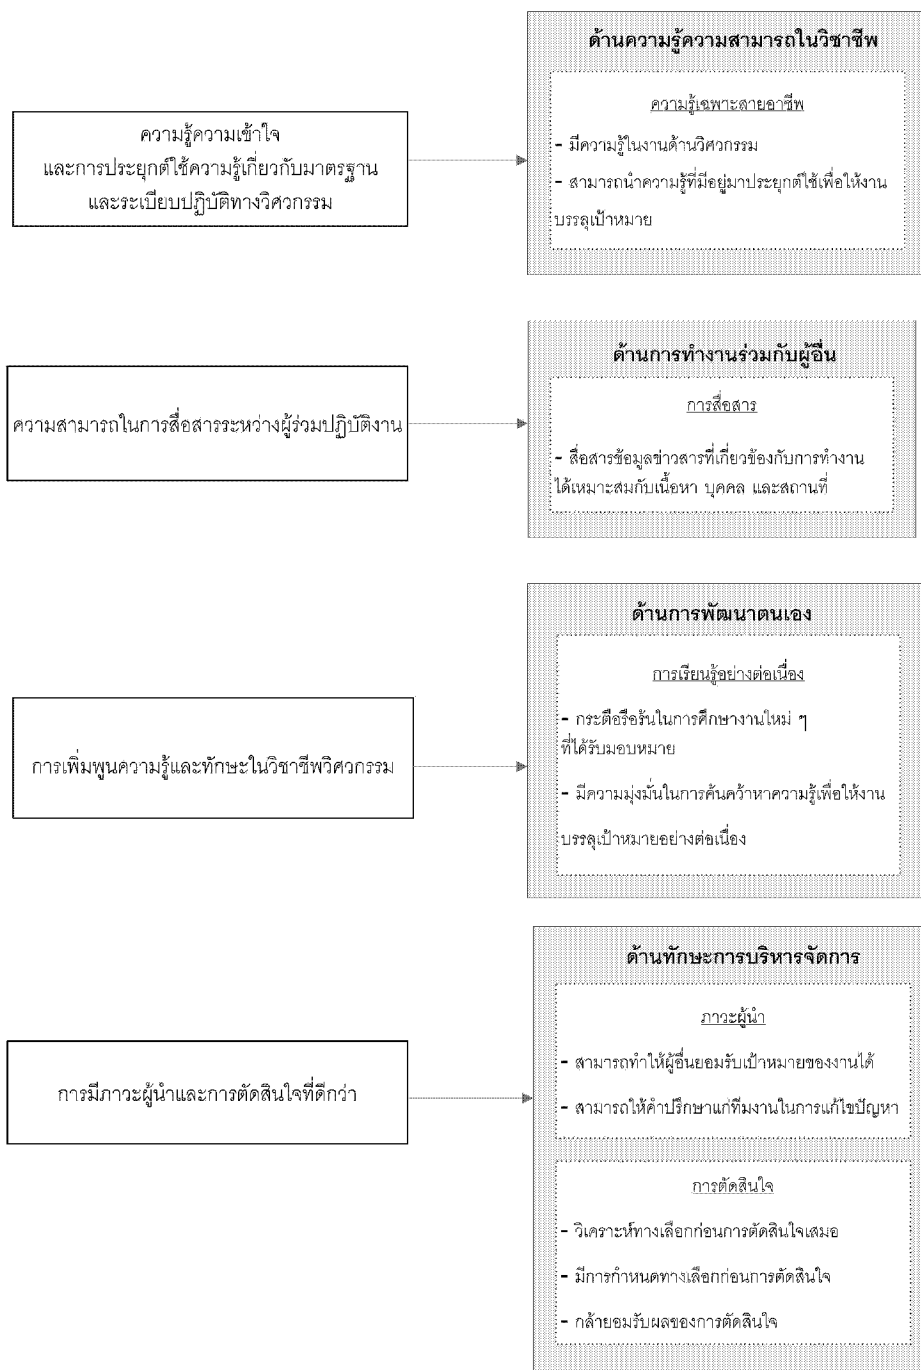 ความรู้ความเข้าใจ
และการประยุกต์ใช้ความรู้เกี่ยวกับมาตรฐาน
และระเบียบปฏิบัติทางวิศวกรรม
ด้านความรู้ความสามารถในวิชาชีพ
ความรู้เฉพาะสายอาชีพ
- มีความรู้ในงานด้านวิศวกรรม
- สามารถนำความรู้ที่มีอยู่มาประยุกต์ใช้เพื่อให้งาน
บรรลุเป้าหมาย
ความสามารถในการสื่อสารระหว่างผู้ร่วมปฏิบัติงาน
ด้านการทำงานร่วมกับผู้อื่น
การสื่อสาร
- สื่อสารข้อมูลข่าวสารที่เกี่ยวข้องกับการทำงาน
ได้เหมาะสมกับเนื้อหา บุคคล และสถานที่
การเพิ่มพูนความรู้และทักษะในวิชาชีพวิศวกรรม
ด้านการพัฒนาตนเอง
การเรียนรู้อย่างต่อเนื่อง
- กระตือรือร้นในการศึกษางานใหม่ ๆ
ที่ได้รับมอบหมาย
- มีความมุ่งมั่นในการค้นคว้าหาความรู้เพื่อให้งาน
บรรลุเป้าหมายอย่างต่อเนื่อง
การมีภาวะผู้นำและการตัดสินใจที่ดีกว่า
ด้านทักษะการบริหารจัดการ
ภาวะผู้นำ
- สามารถทำให้ผู้อื่นยอมรับเป้าหมายของงานได้
- สามารถให้คำปรึกษาแก่ทีมงานในการแก้ไขปัญหา
การตัดสินใจ
- วิเคราะห์ทางเลือกก่อนการตัดสินใจเสมอ
- มีการกำหนดทางเลือกก่อนการตัดสินใจ
- กล้ายอมรับผลของการตัดสินใจ